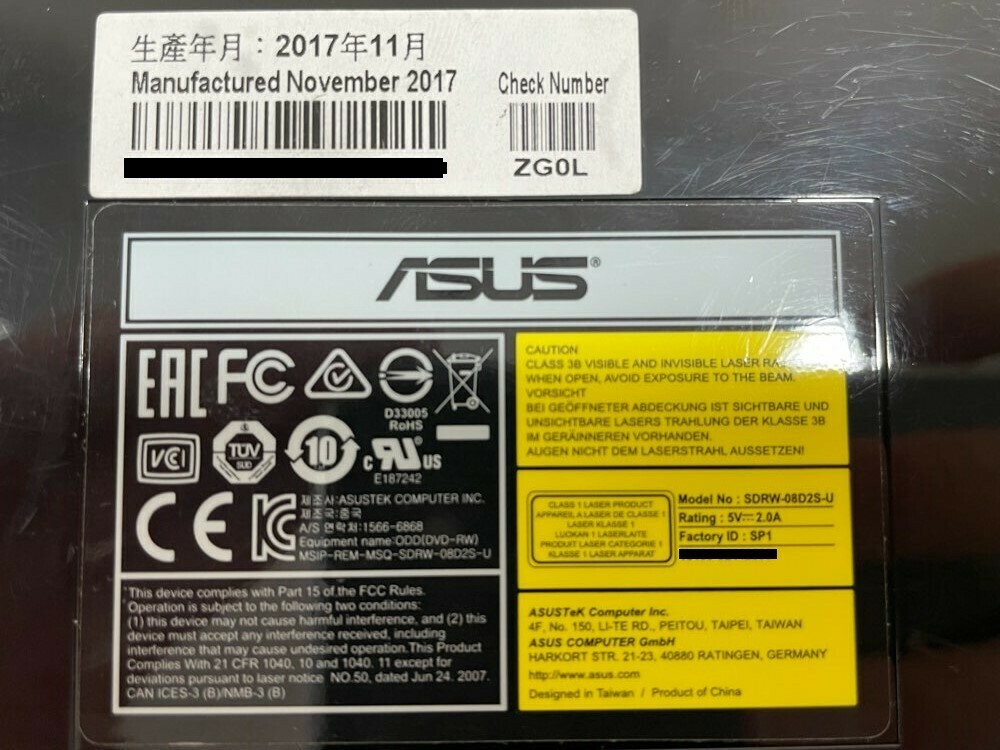 生產年月：2017年11月
Manufactured November 2017
Check Number
ZG0L
ASUS®
EAC FC
D33005
RoHS
VCI
TÜV
SÜD
10
c RU® US
E187242
CE
KC
제조사:ASUSTEK COMPUTER INC.
제조국:중국
A/S 연락처:1566-6868
Equipment name:ODD(DVD-RW)
MSIP-REM-MSQ-SDRW-08D2S-U
This device complies with Part 15 of the FCC Rules.
Operation is subject to the following two conditions:
(1) this device may not cause harmful interference, and (2) this
device must accept any interference received, including
interference that may cause undesired operation.This Product
Complies With 21 CFR 1040, 10 and 1040. 11 except for
deviations pursuant to laser notice NO.50, dated Jun 24. 2007.
CAN ICES-3 (B)/NMB-3 (B)
CAUTION
CLASS 3B VISIBLE AND INVISIBLE LASER
WHEN OPEN, AVOID EXPOSURE TO THE BEAM.
VORSICHT
BEI GEÖFFNETER ABDECKUNG IST SICHTBARE UND
UNSICHTBARE LASERS TRAHLUNG DER KLASSE 3B
IM GERÄINNEREN VORHANDEN.
AUGEN NICHT DEM LASERSTRAHL AUSSETZEN!
CLASS 1 LASER PRODUCT
APPAREIL A LASER DE CLASSE 1
LASER KLASSE 1
LUOKAN 1 LASERLAITE
PRODUIT LASER CATEGORIE 1
KLASSE 1 LASER APPARAT
Model No : SDRW-08D2S-U
Rating : 5V⎓2.0A
Factory ID : SP1
ASUSTeK Computer Inc.
4F, No. 150, LI-TE RD., PEITOU, TAIPEI, TAIWAN
ASUS COMPUTER GmbH
HARKORT STR. 21-23, 40880 RATINGEN, GERMANY
http://www.asus.com
Designed in Taiwan / Product of China